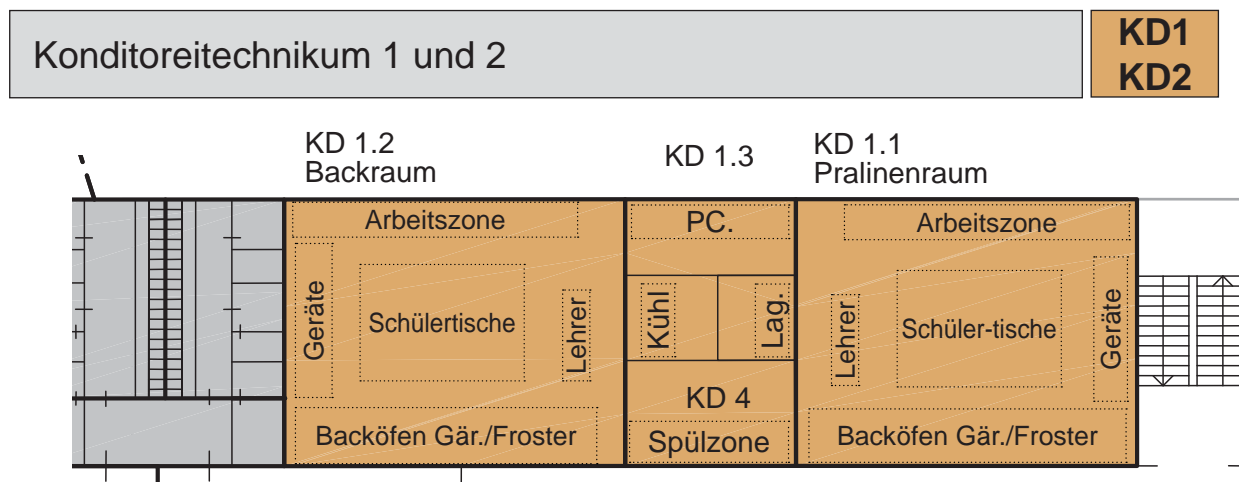 Konditoreitechnikum 1 und 2
KD1
KD2
KD 1.2
Backraum
KD 1.3
KD 1.1
Pralinenraum
Arbeitszone
PC.
Arbeitszone
Geräte
Schülertische
Lehrer
Kühl
Lag.
Lehrer
Schüler-tische
Geräte
KD 4
Backöfen Gär./Froster
Spülzone
Backöfen Gär./Froster